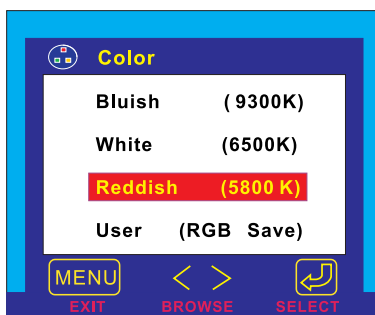 Color
Bluish (9300K)
White (6500K)
Reddish (5800 K)
User (RGB Save)
MENU < >
EXIT BROWSE SELECT